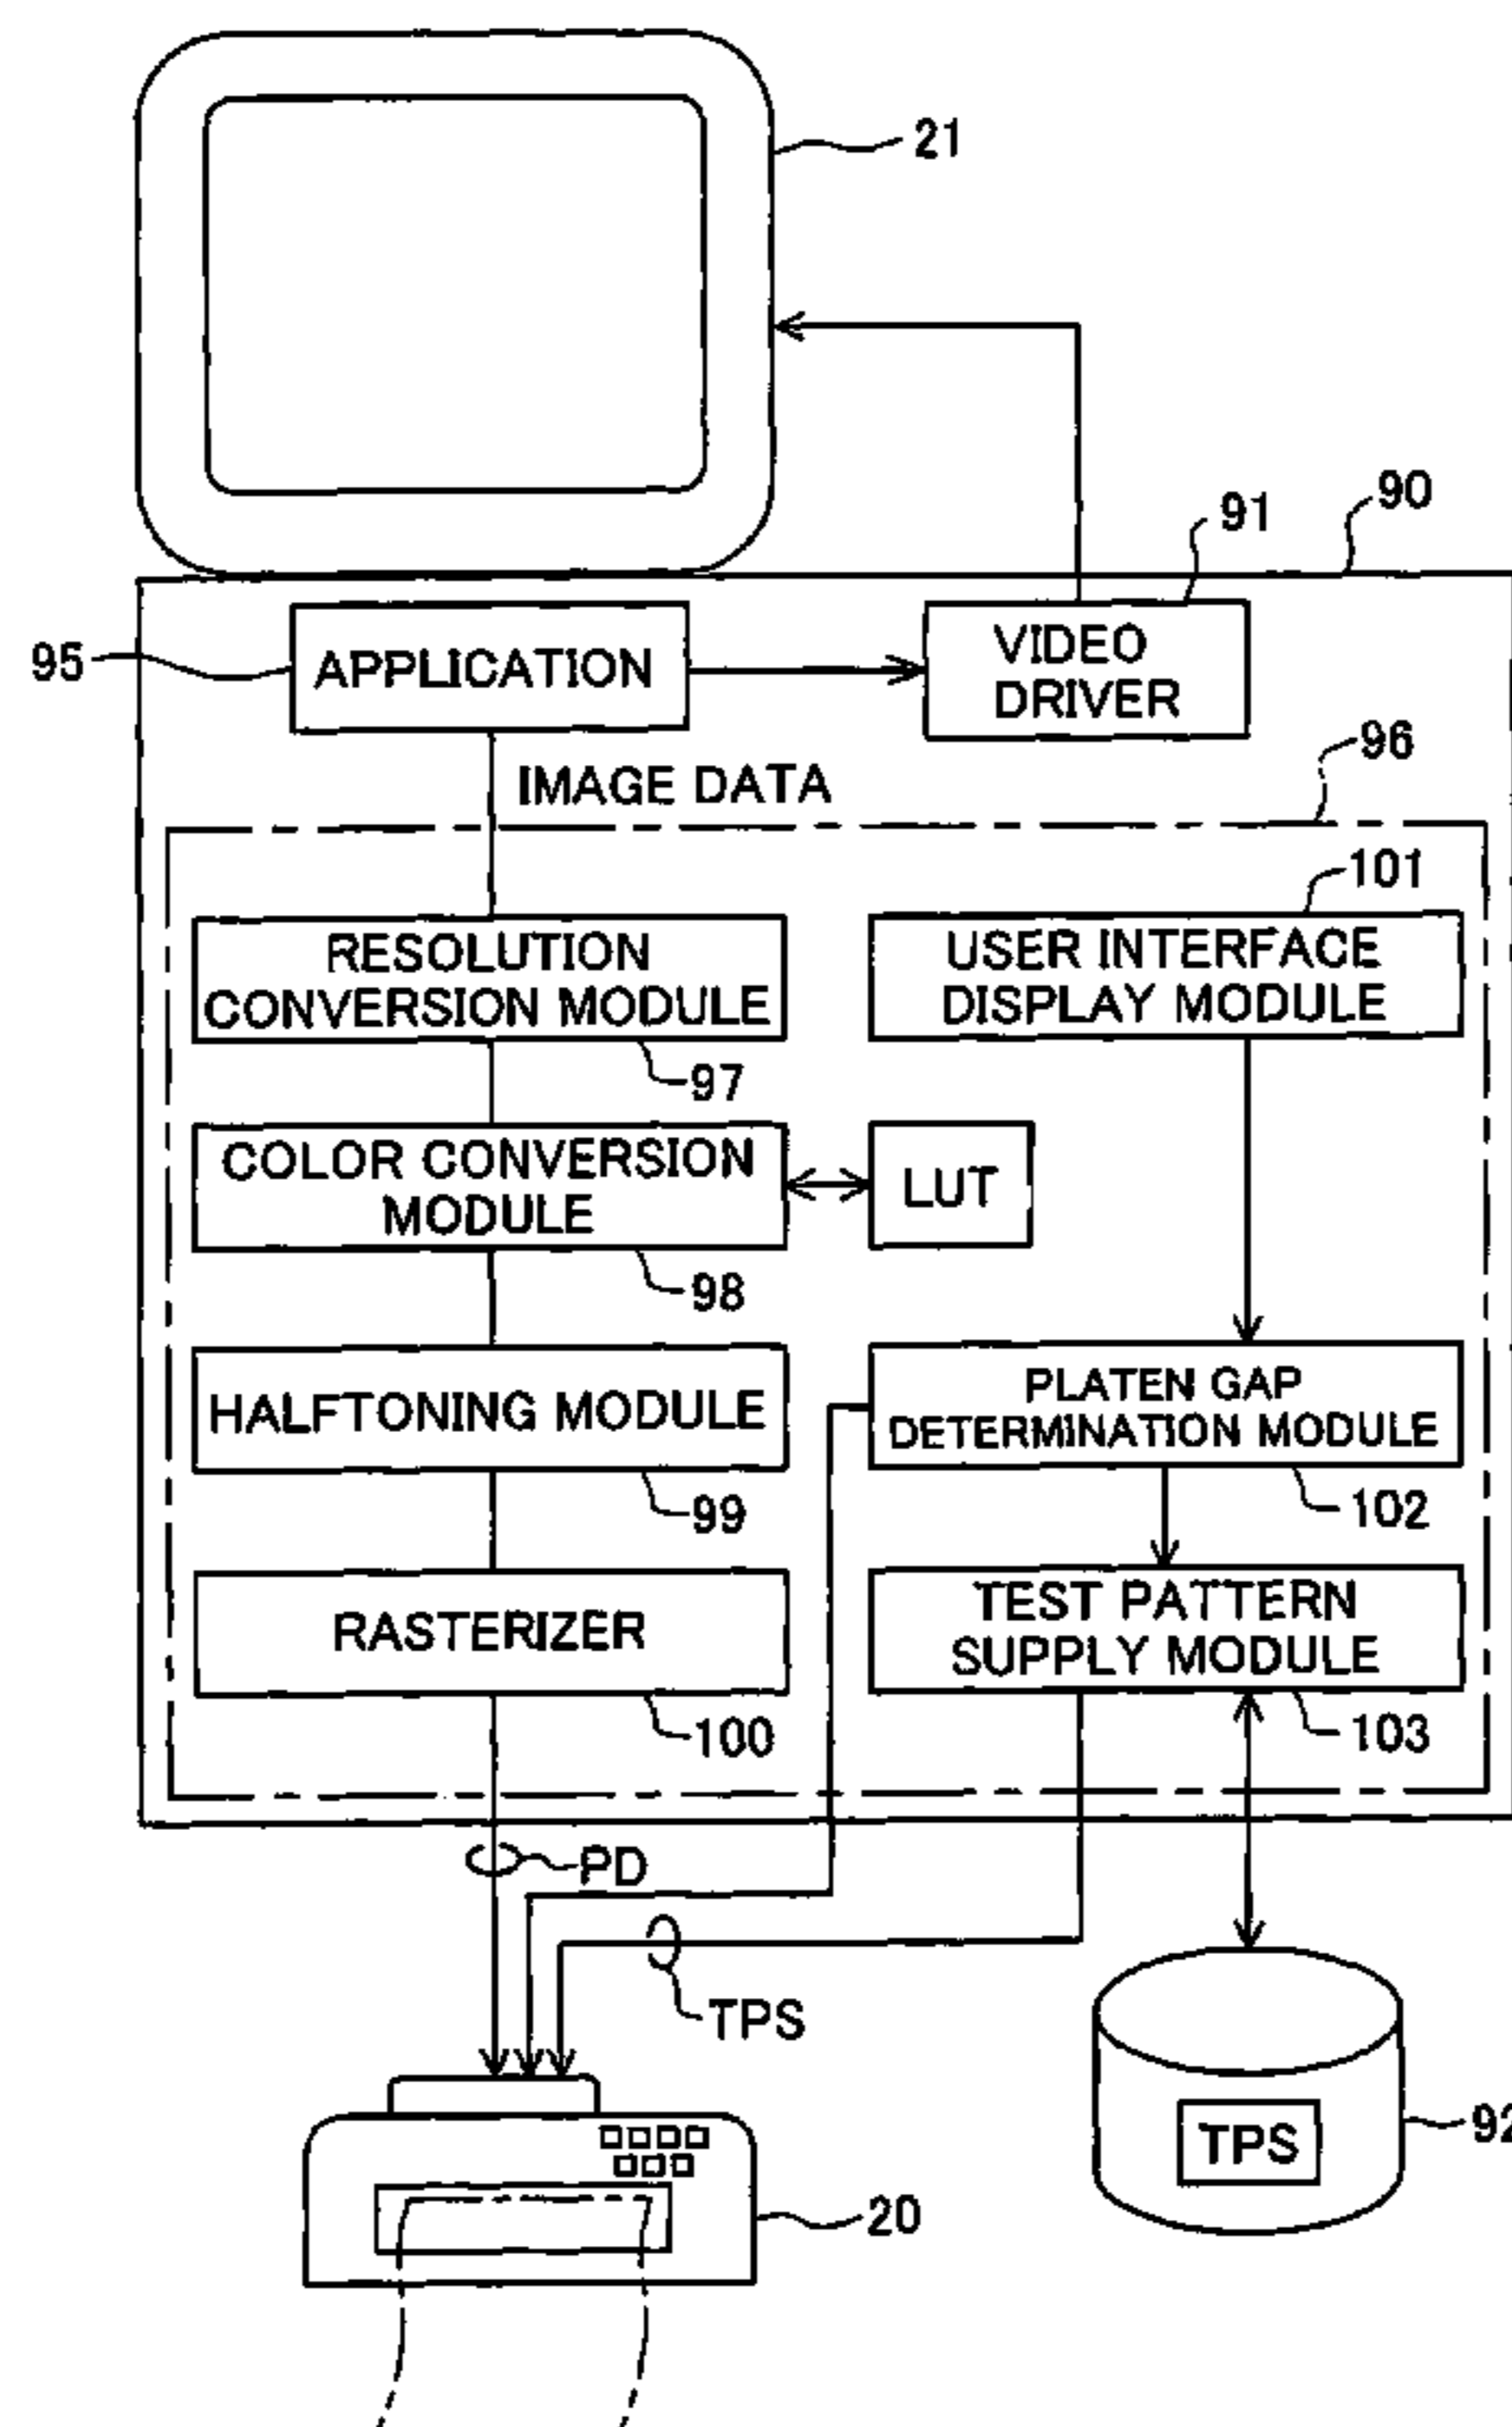 21
90
91
95
APPLICATION
VIDEO
DRIVER
96
IMAGE DATA
101
RESOLUTION
CONVERSION MODULE
USER INTERFACE
DISPLAY MODULE
97
COLOR CONVERSION
MODULE
LUT
98
HALFTONING MODULE
PLATEN GAP
DETERMINATION MODULE
99
102
RASTERIZER
TEST PATTERN
SUPPLY MODULE
100
103
PD
TPS
TPS
92
20